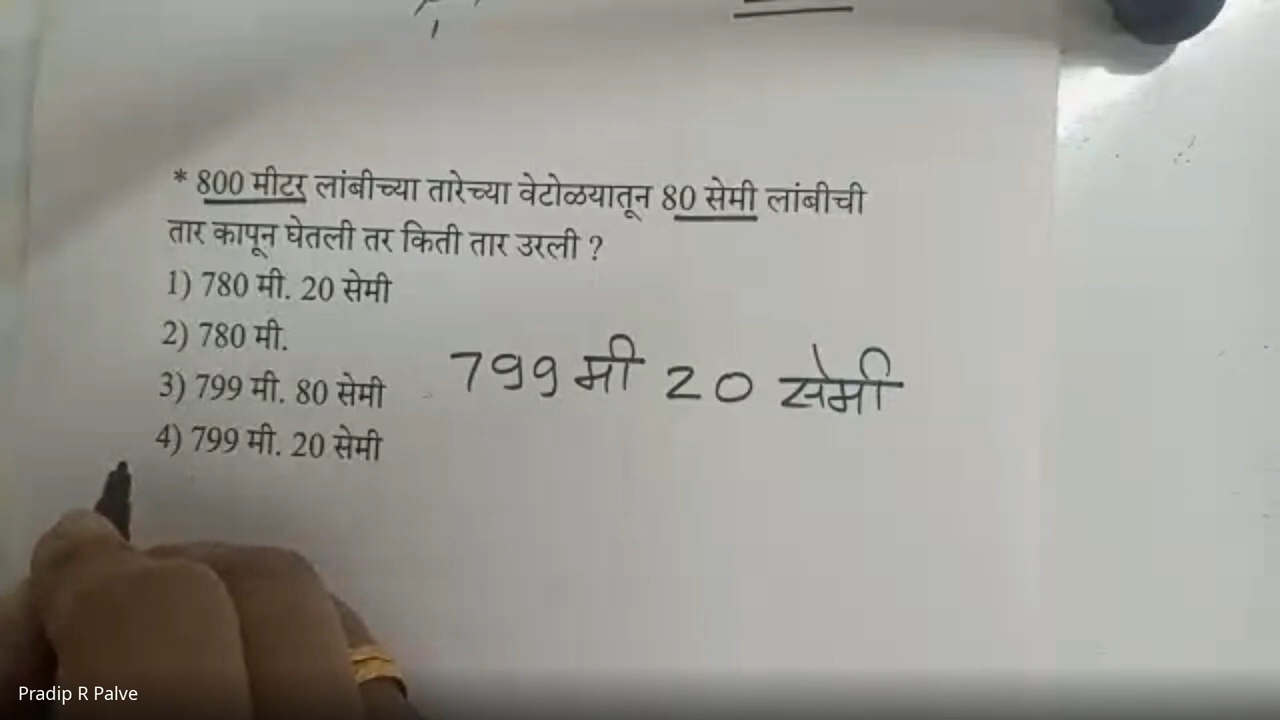 * 800 मीटर लांबीच्या तारेच्या वेटोळयातून 80 सेमी लांबीची
तार कापून घेतली तर किती तार उरली ?
1) 780 मी. 20 सेमी
2) 780 मी.
3) 799 मी. 80 सेमी
4) 799 मी. 20 सेमी
799 मी 20 सेमी
Pradip R Palve